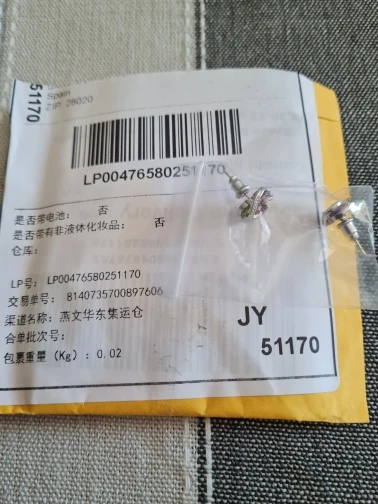 Spain
ZIP 28020
51170
LP00476580251170
是否带电池: 否
是否带有非液体化妆品: 否
仓库:
LP号: LP00476580251170
交易单号: 8140735700897606
渠道名称: 燕文华东集运仓
合单批次号:
包裹重量 (Kg) : 0.02
JY
51170